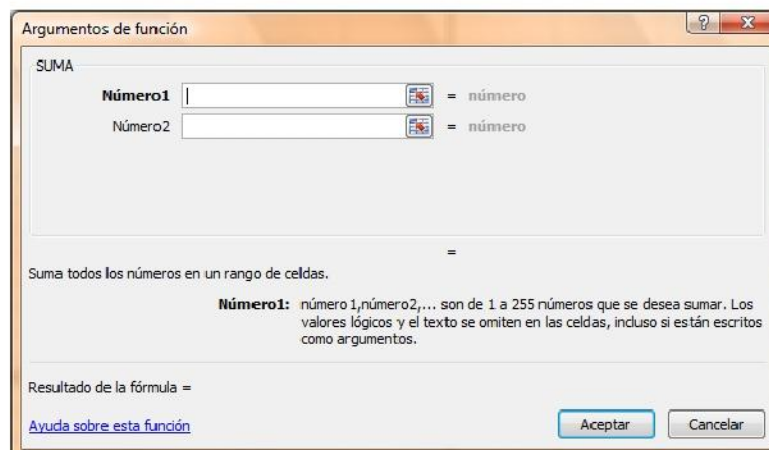 Argumentos de función
SUMA
Número1 = número
Número2 = número
=
Suma todos los números en un rango de celdas.
Número1: número1,número2,... son de 1 a 255 números que se desea sumar. Los
valores lógicos y el texto se omiten en las celdas, incluso si están escritos
como argumentos.
Resultado de la fórmula =
Ayuda sobre esta función
Aceptar Cancelar